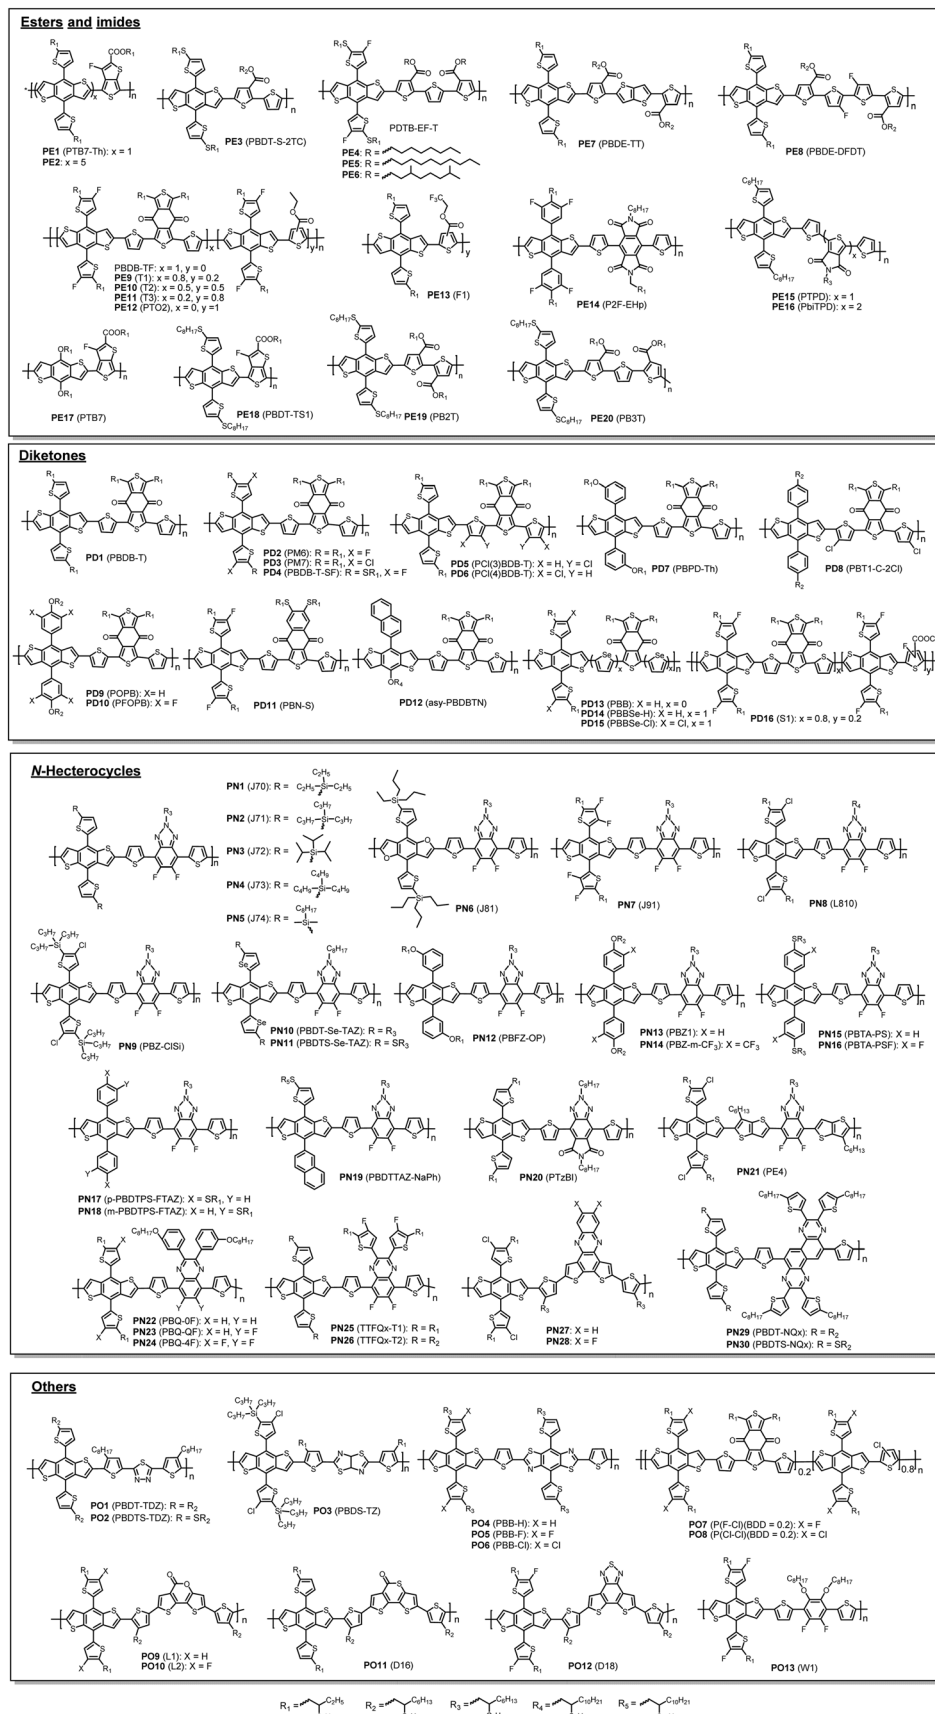 Esters and imides
PE1 (PTB7-Th): x = 1
PE2: x = 5
PE3 (PBDT-S-2TC)
PDTB-EF-T
PE4: R =
PE5: R =
PE6: R =
PE7 (PBDE-TT)
PE8 (PBDE-DFDT)
PBDB-TF: x = 1, y = 0
PE9 (T1): x = 0.8, y = 0.2
PE10 (T2): x = 0.5, y = 0.5
PE11 (T3): x = 0.2, y = 0.8
PE12 (PTO2): x = 0, y = 1
PE13 (F1)
PE14 (P2F-EHp)
PE15 (PTPD): x = 1
PE16 (PbiTPD): x = 2
PE17 (PTB7)
PE18 (PBDT-TS1)
PE19 (PB2T)
PE20 (PB3T)
Diketones
PD1 (PBDB-T)
PD2 (PM6): R = R1, X = F
PD3 (PM7): R = R1, X = Cl
PD4 (PBDB-T-SF): R = SR1, X = F
PD5 (PCl(3)BDB-T): X = H, Y = Cl
PD6 (PCl(4)BDB-T): X = Cl, Y = H
PD7 (PBPD-Th)
PD8 (PBT1-C-2Cl)
PD9 (POPB): X= H
PD10 (PFOPB): X = F
PD11 (PBN-S)
PD12 (asy-PBDBTN)
PD13 (PBB): X = H, x = 0
PD14 (PBBSe-H): X = H, x = 1
PD15 (PBBSe-Cl): X = Cl, x = 1
PD16 (S1): x = 0.8, y = 0.2
N-Hecterocycles
PN1 (J70): R =
PN2 (J71): R =
PN3 (J72): R =
PN4 (J73): R =
PN5 (J74): R =
PN6 (J81)
PN7 (J91)
PN8 (L810)
PN9 (PBZ-ClSi)
PN10 (PBDT-Se-TAZ): R = R3
PN11 (PBDTS-Se-TAZ): R = SR3
PN12 (PBFZ-OP)
PN13 (PBZ1): X = H
PN14 (PBZ-m-CF3): X = CF3
PN15 (PBTA-PS): X = H
PN16 (PBTA-PSF): X = F
PN17 (p-PBDTPS-FTAZ): X = SR1, Y = H
PN18 (m-PBDTPS-FTAZ): X = H, Y = SR1
PN19 (PBDTTAZ-NaPh)
PN20 (PTzBI)
PN21 (PE4)
PN22 (PBQ-0F): X = H, Y = H
PN23 (PBQ-QF): X = H, Y = F
PN24 (PBQ-4F): X = F, Y = F
PN25 (TTFQx-T1): R = R1
PN26 (TTFQx-T2): R = R2
PN27: X = H
PN28: X = F
PN29 (PBDT-NQx): R = R2
PN30 (PBDTS-NQx): R = SR2
Others
PO1 (PBDT-TDZ): R = R2
PO2 (PBDTS-TDZ): R = SR2
PO3 (PBDS-TZ)
PO4 (PBB-H): X = H
PO5 (PBB-F): X = F
PO6 (PBB-Cl): X = Cl
PO7 (P(F-Cl)(BDD = 0.2): X = F
PO8 (P(Cl-Cl)(BDD = 0.2): X = Cl
PO9 (L1): X = H
PO10 (L2): X = F
PO11 (D16)
PO12 (D18)
PO13 (W1)
R1 = C2H5 R2 = C6H13 R3 = C6H13 R4 = C10H21 R5 = C10H21